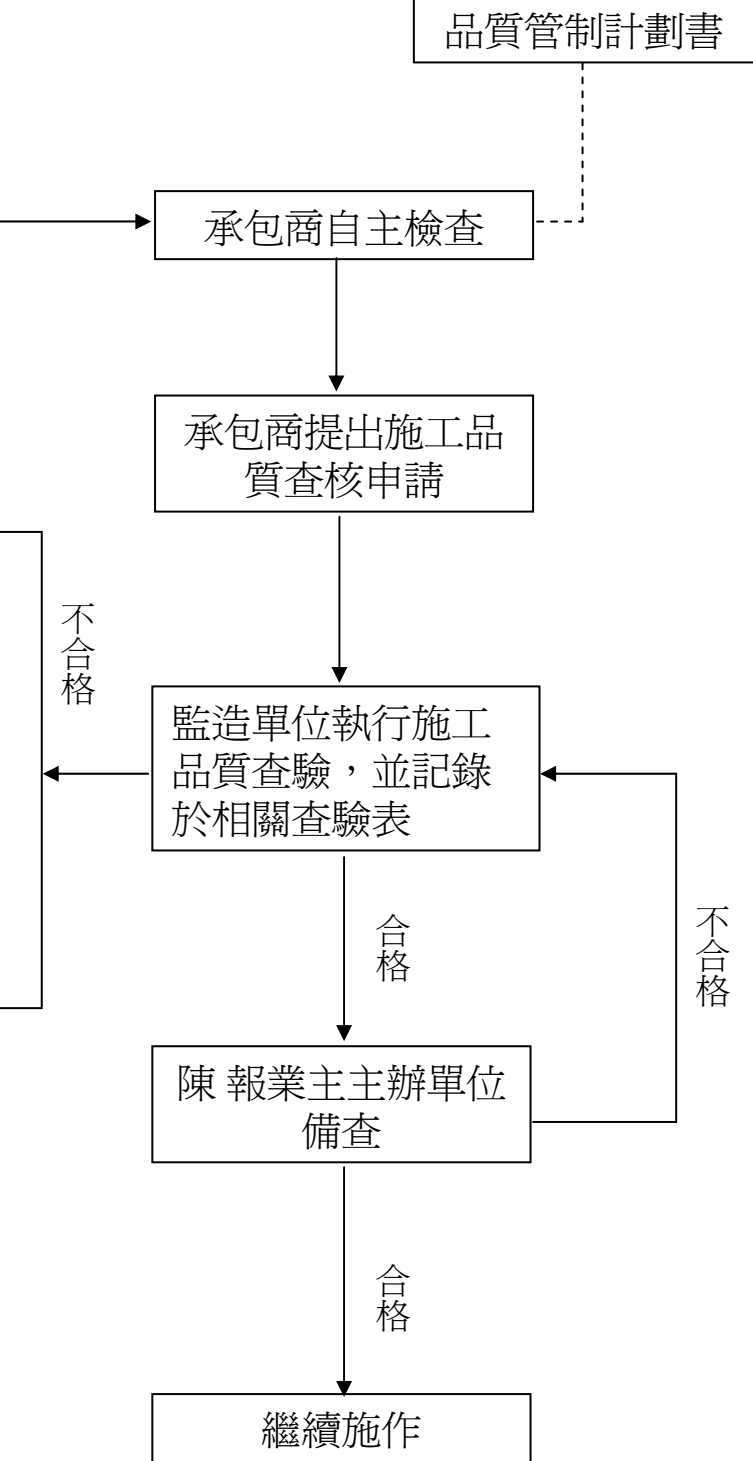 品質管制計劃書
承包商自主檢查
承包商提出施工品
質查核申請
不合格
監造單位執行施工
品質查驗，並記錄
於相關查驗表
合格
不合格
陳 報業主主辦單位
備查
合格
繼續施作